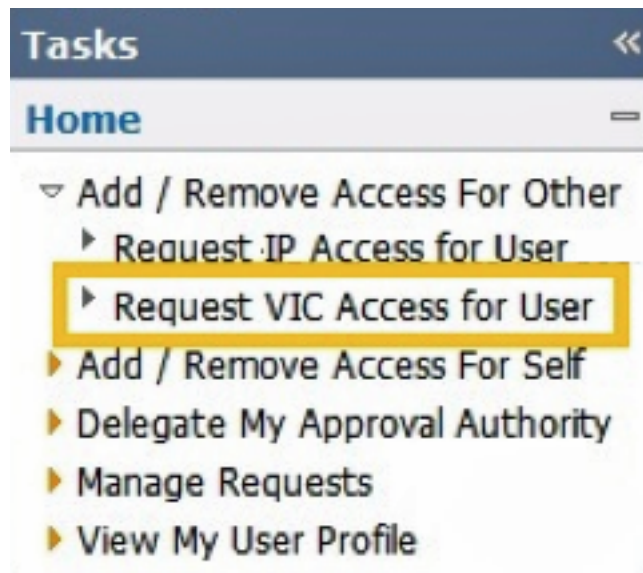 Tasks
Home
Add / Remove Access For Other
Request IP Access for User
Request VIC Access for User
Add / Remove Access For Self
Delegate My Approval Authority
Manage Requests
View My User Profile